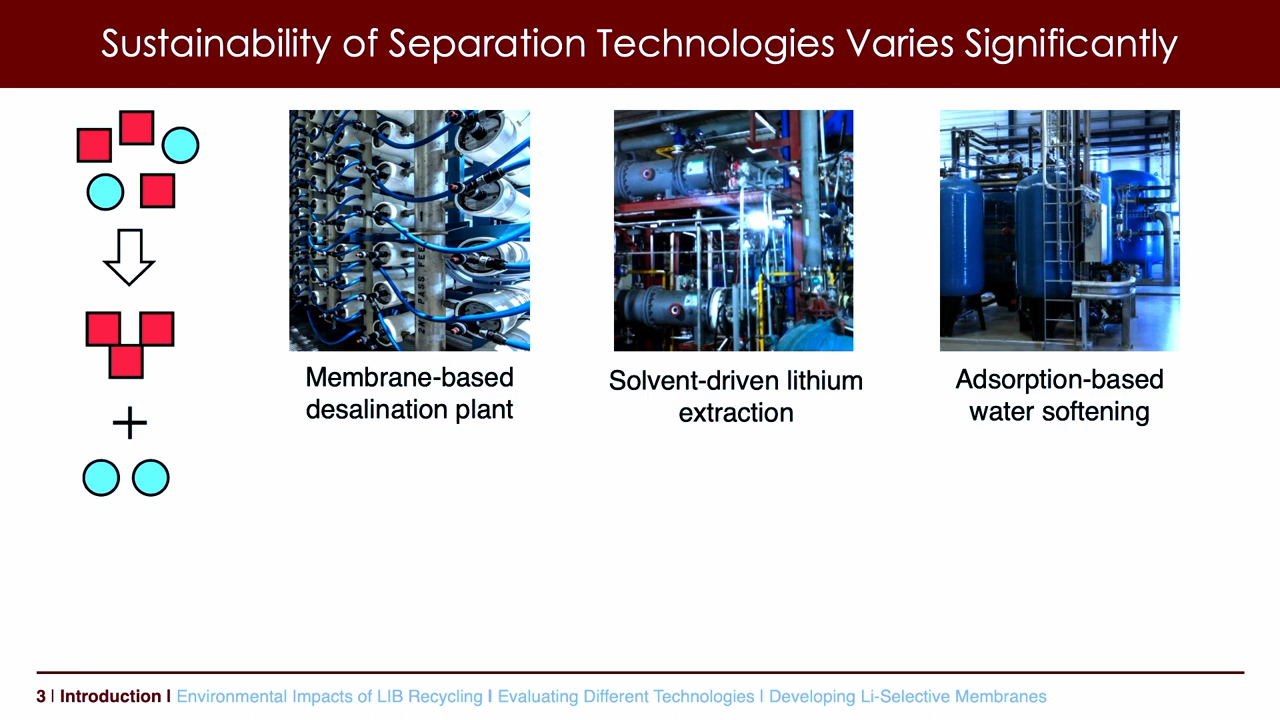 Sustainability of Separation Technologies Varies Significantly
Membrane-based
desalination plant
Solvent-driven lithium
extraction
Adsorption-based
water softening
+
3 | Introduction | Environmental Impacts of LIB Recycling | Evaluating Different Technologies | Developing Li-Selective Membranes